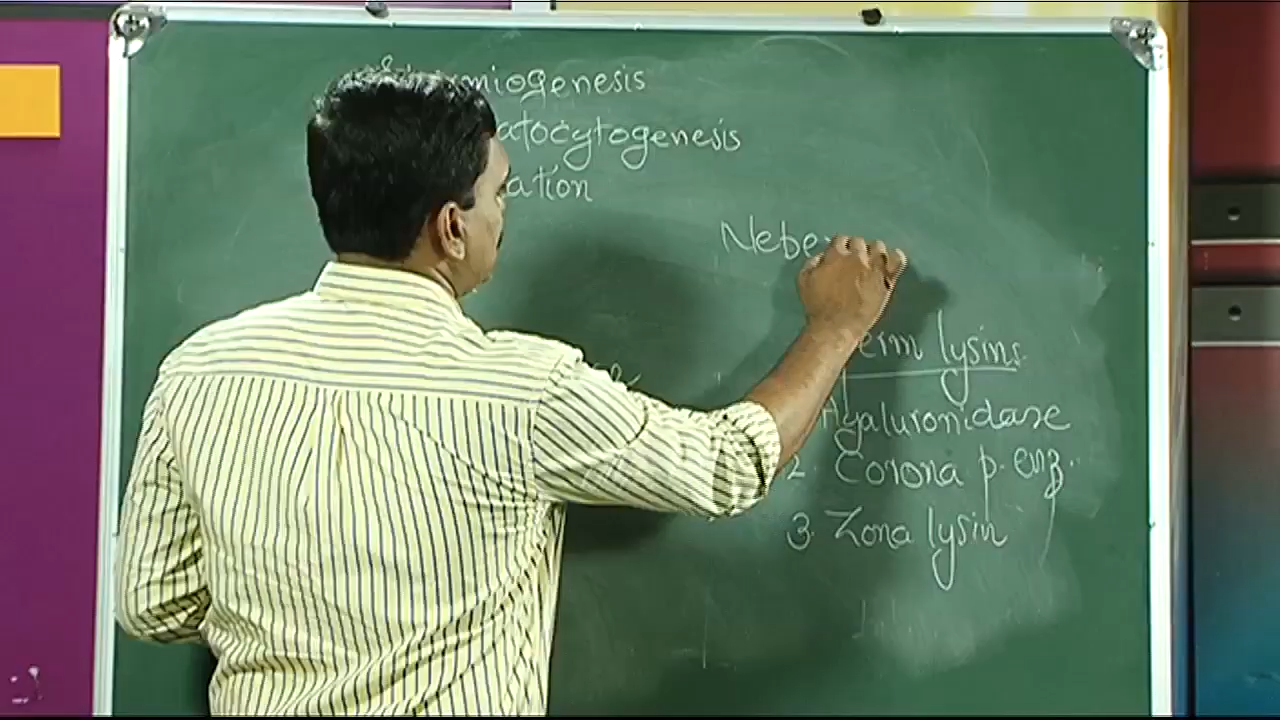 miogenesis
atocytogenesis
ation
Nebe
erm lysins
Hyaluronidase
2. Corona p. enz.
3. Zona lysin